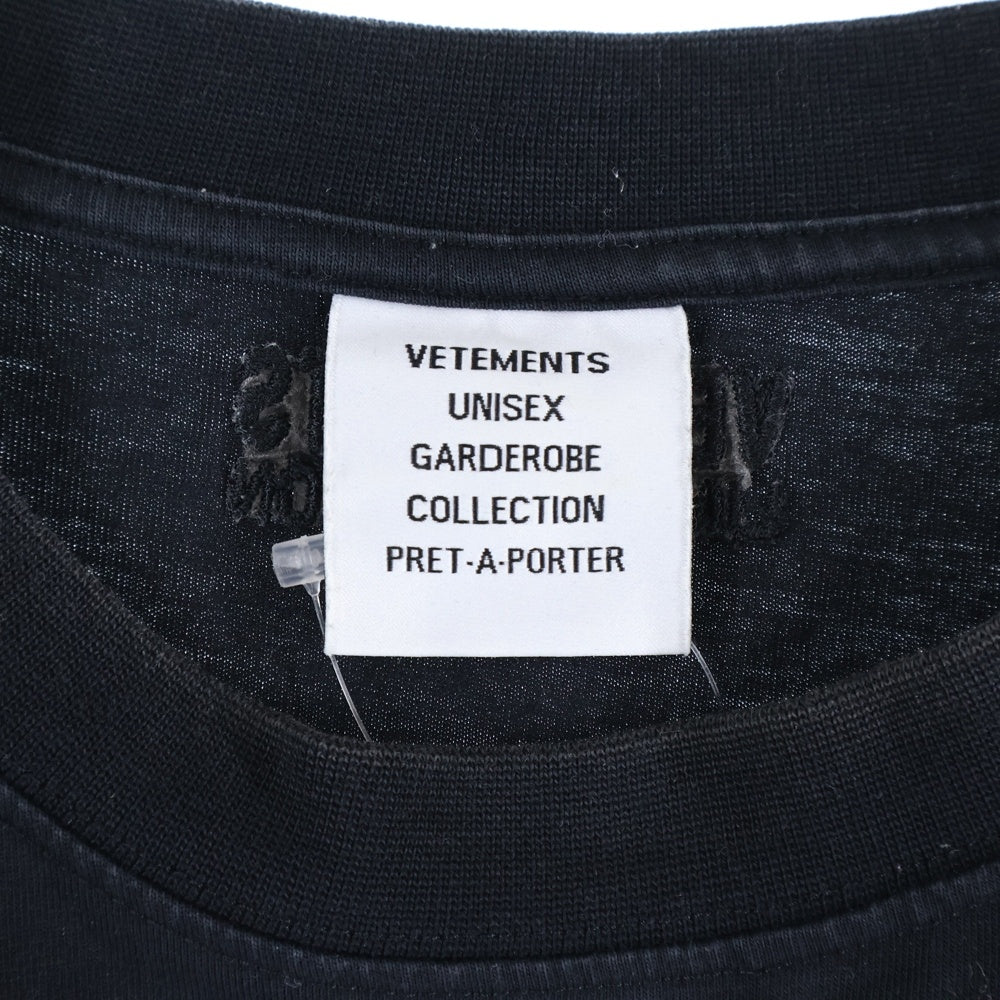 VETEMENTS
UNISEX
GARDEROBE
COLLECTION
PRET-A-PORTER